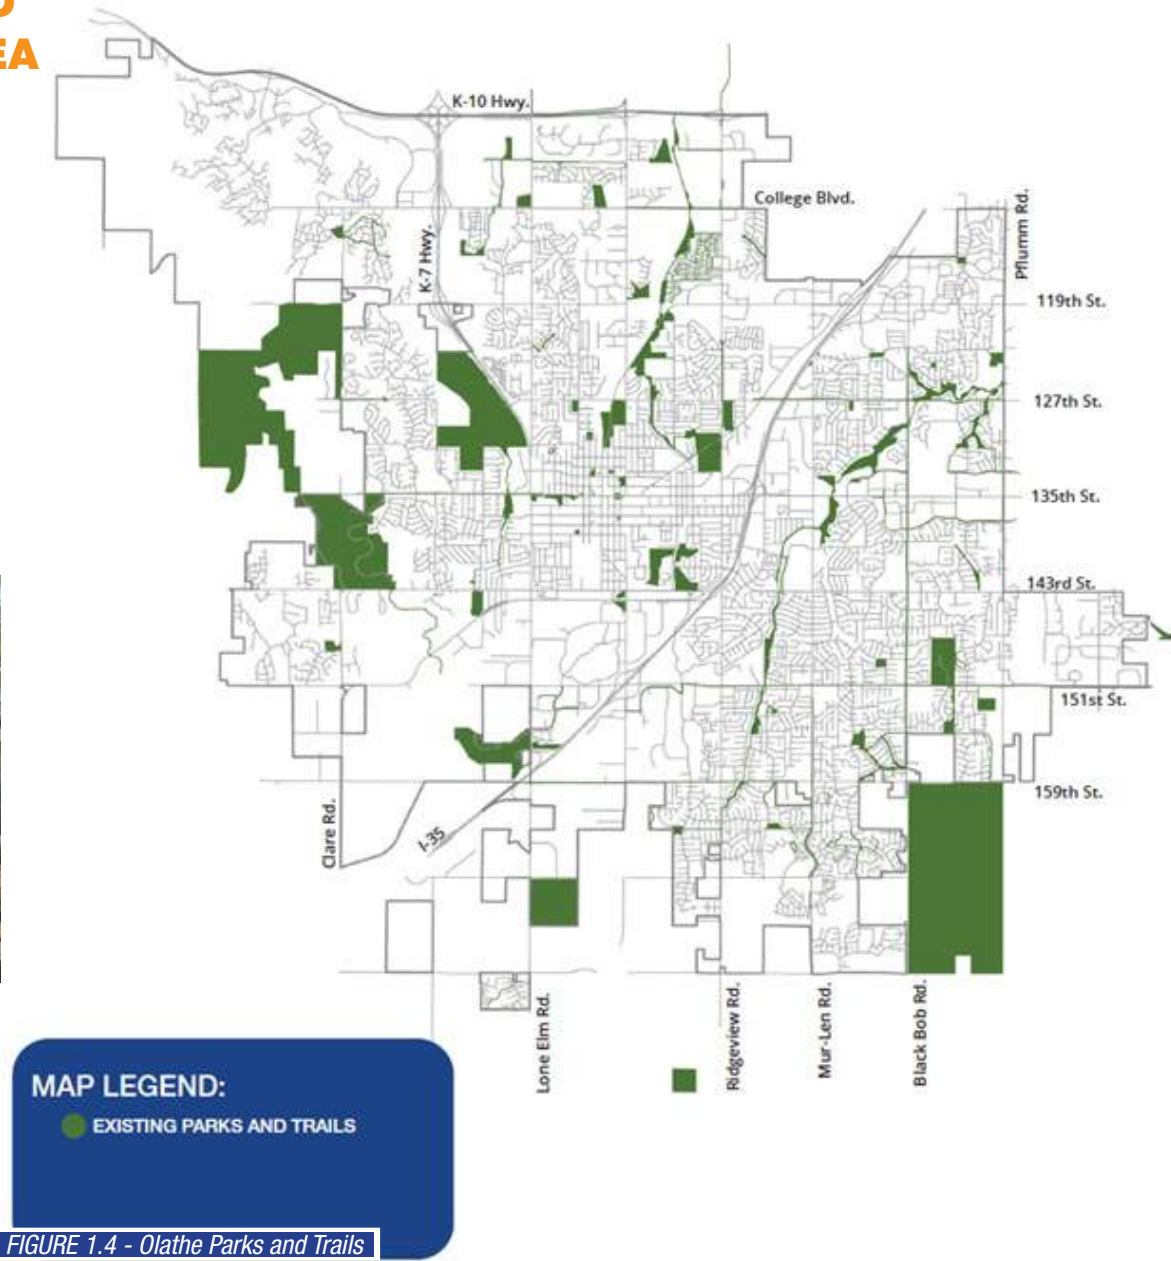 EA
K-10 Hwy.
College Blvd.
Pflumm Rd.
K-7 Hwy.
119th St.
127th St.
135th St.
143rd St.
151st St.
159th St.
Clare Rd.
I-35
Lone Elm Rd.
Ridgeview Rd.
Mur-Len Rd.
Black Bob Rd.
MAP LEGEND:
EXISTING PARKS AND TRAILS
FIGURE 1.4 - Olathe Parks and Trails